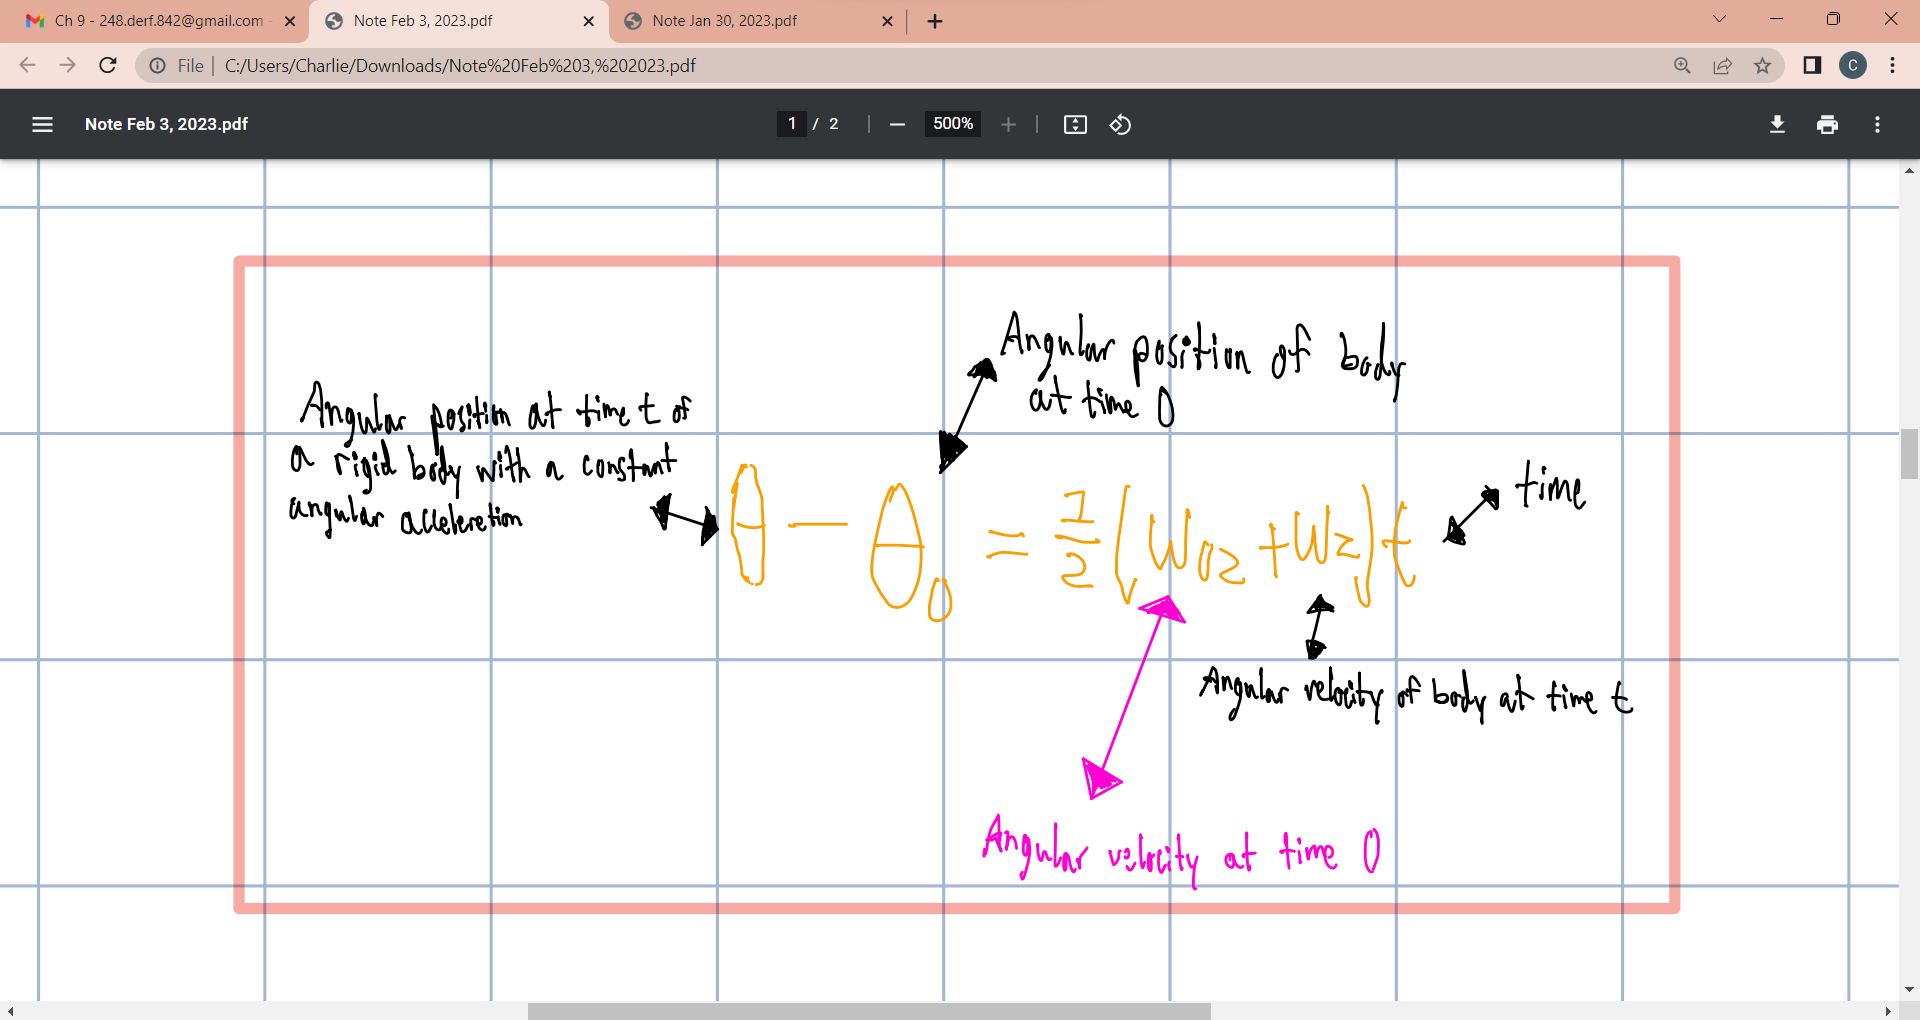 Ch 9 - 248.derf.842@gmail.com
Note Feb 3, 2023.pdf
Note Jan 30, 2023.pdf
File
C:/Users/Charlie/Downloads/Note%20Feb%203,%202023.pdf
C
Note Feb 3, 2023.pdf
1 / 2
500%
Angular position of body
at time 0
Angular position at time t of
a rigid body with a constant
angular acceleretion
time
θ - θ₀ = 1/2 (W₀z + Wz) t
Angular velocity of body at time t
Angular velocity at time 0